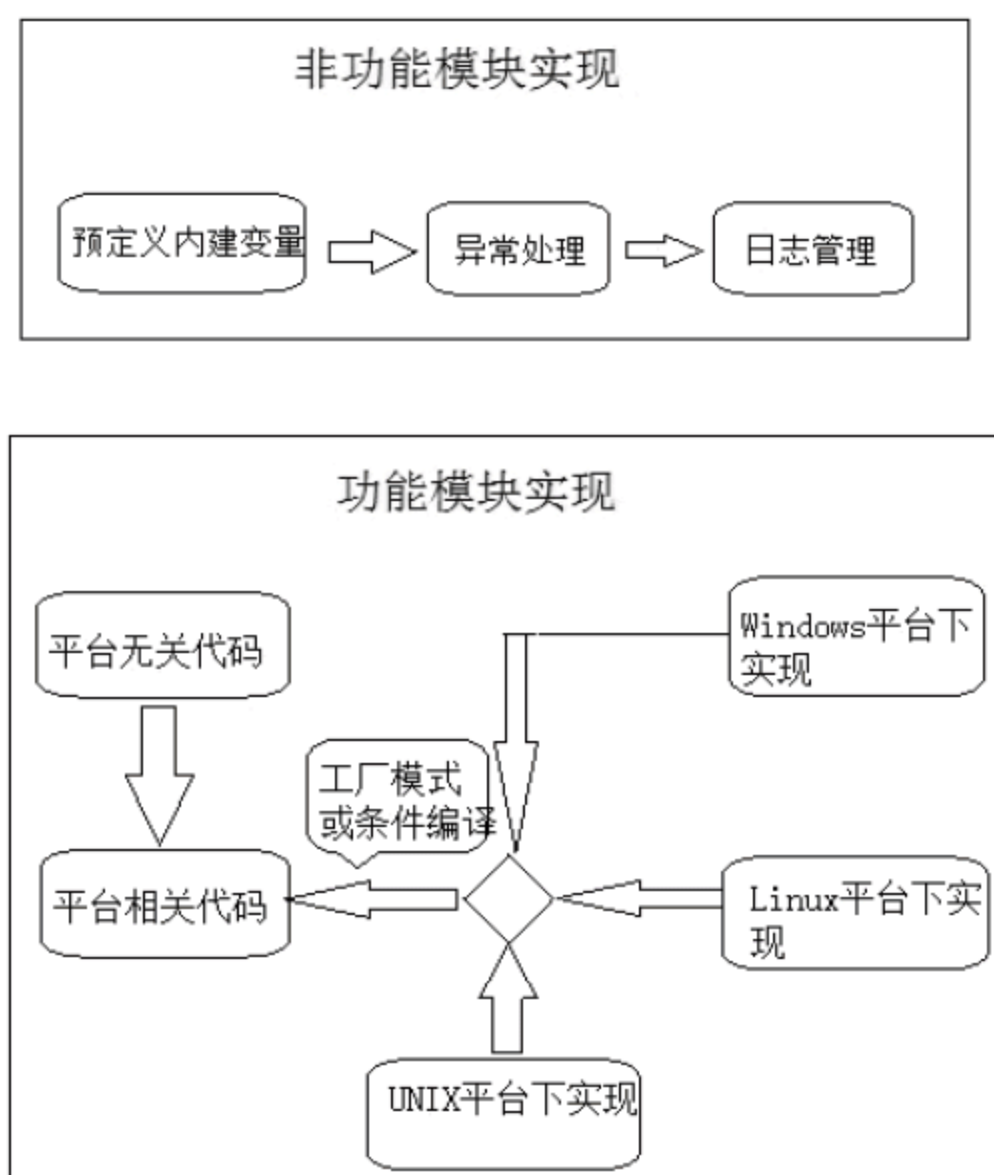 非功能模块实现
预定义内建变量
异常处理
日志管理
功能模块实现
平台无关代码
Windows平台下
实现
工厂模式
或条件编译
平台相关代码
Linux平台下实
现
UNIX平台下实现